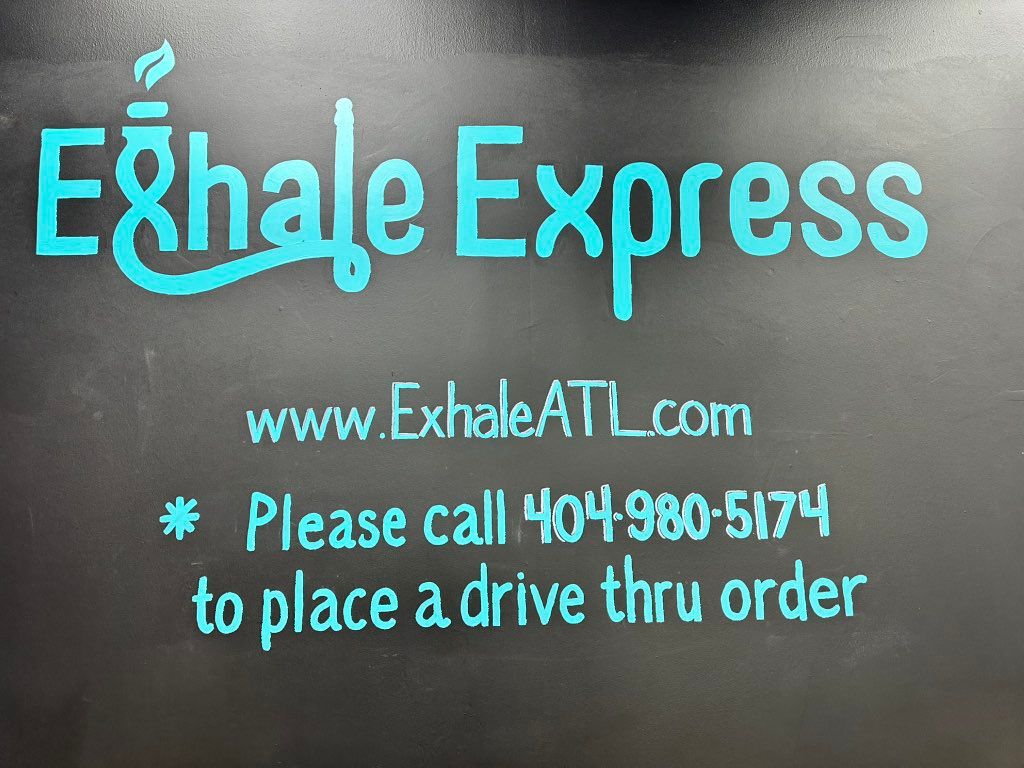 Exhale Express
www.ExhaleATL.com
* Please call 404-980-5174
to place a drive thru order